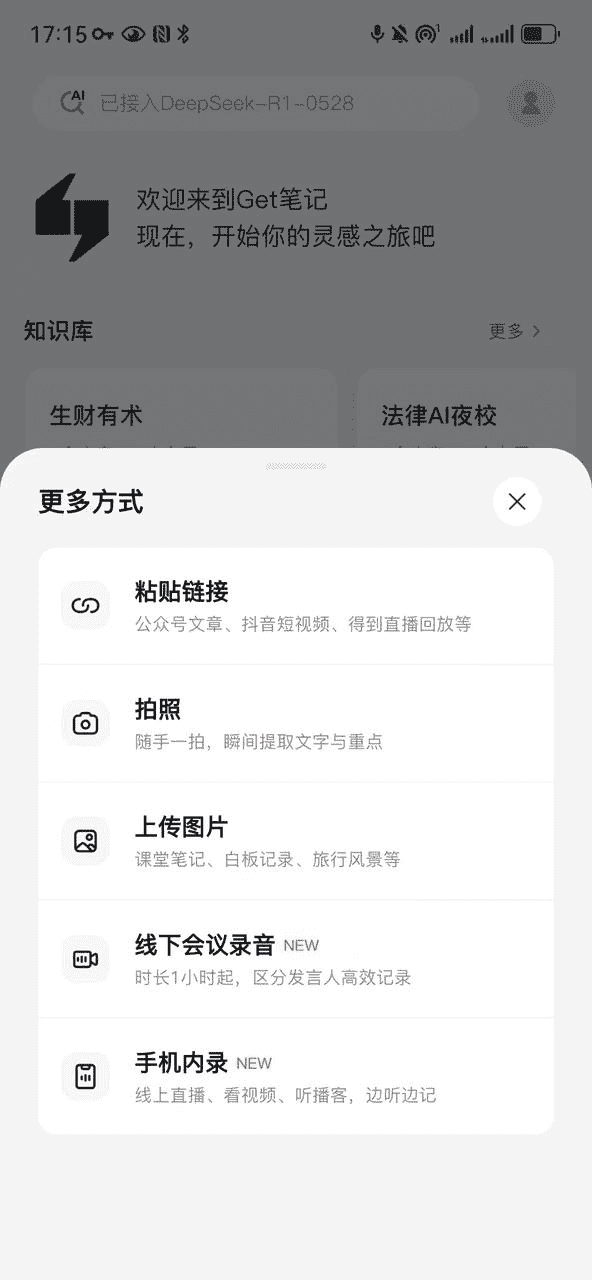 17:15
AI 已接入DeepSeek-R1-0528
欢迎来到Get笔记
现在，开始你的灵感之旅吧
知识库
更多
生财有术
法律AI夜校
更多方式
粘贴链接
公众号文章、抖音短视频、得到直播回放等
拍照
随手一拍，瞬间提取文字与重点
上传图片
课堂笔记、白板记录、旅行风景等
线下会议录音 NEW
时长1小时起，区分发言人高效记录
手机内录 NEW
线上直播、看视频、听播客，边听边记